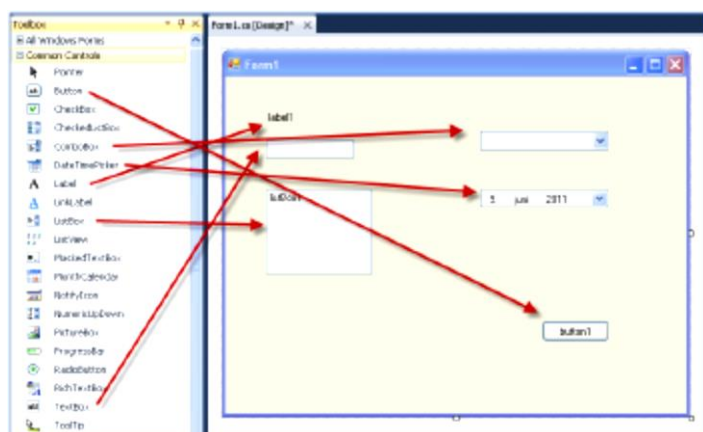 Toolbox
All Windows Forms
Common Controls
Pointer
Button
CheckBox
CheckedListBox
ComboBox
DateTimePicker
Label
LinkLabel
ListBox
ListView
MaskedTextBox
MonthCalendar
NotifyIcon
NumericUpDown
PictureBox
ProgressBar
RadioButton
RichTextBox
TextBox
ToolTip
Form1.cs [Design]*
Form1
label1
listBox1
5 juni 2011
button1